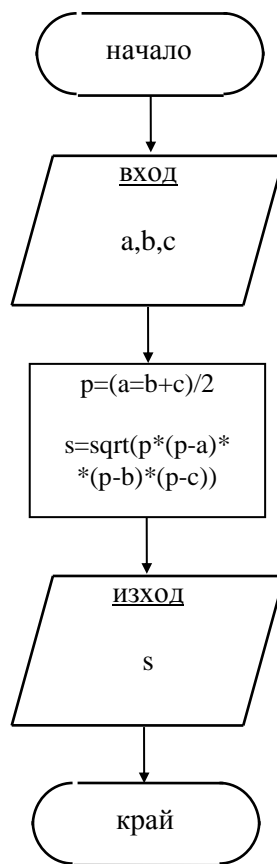 начало
вход
a,b,c
p=(a=b+c)/2
s=sqrt(p*(p-a)*
*(p-b)*(p-c))
изход
s
край